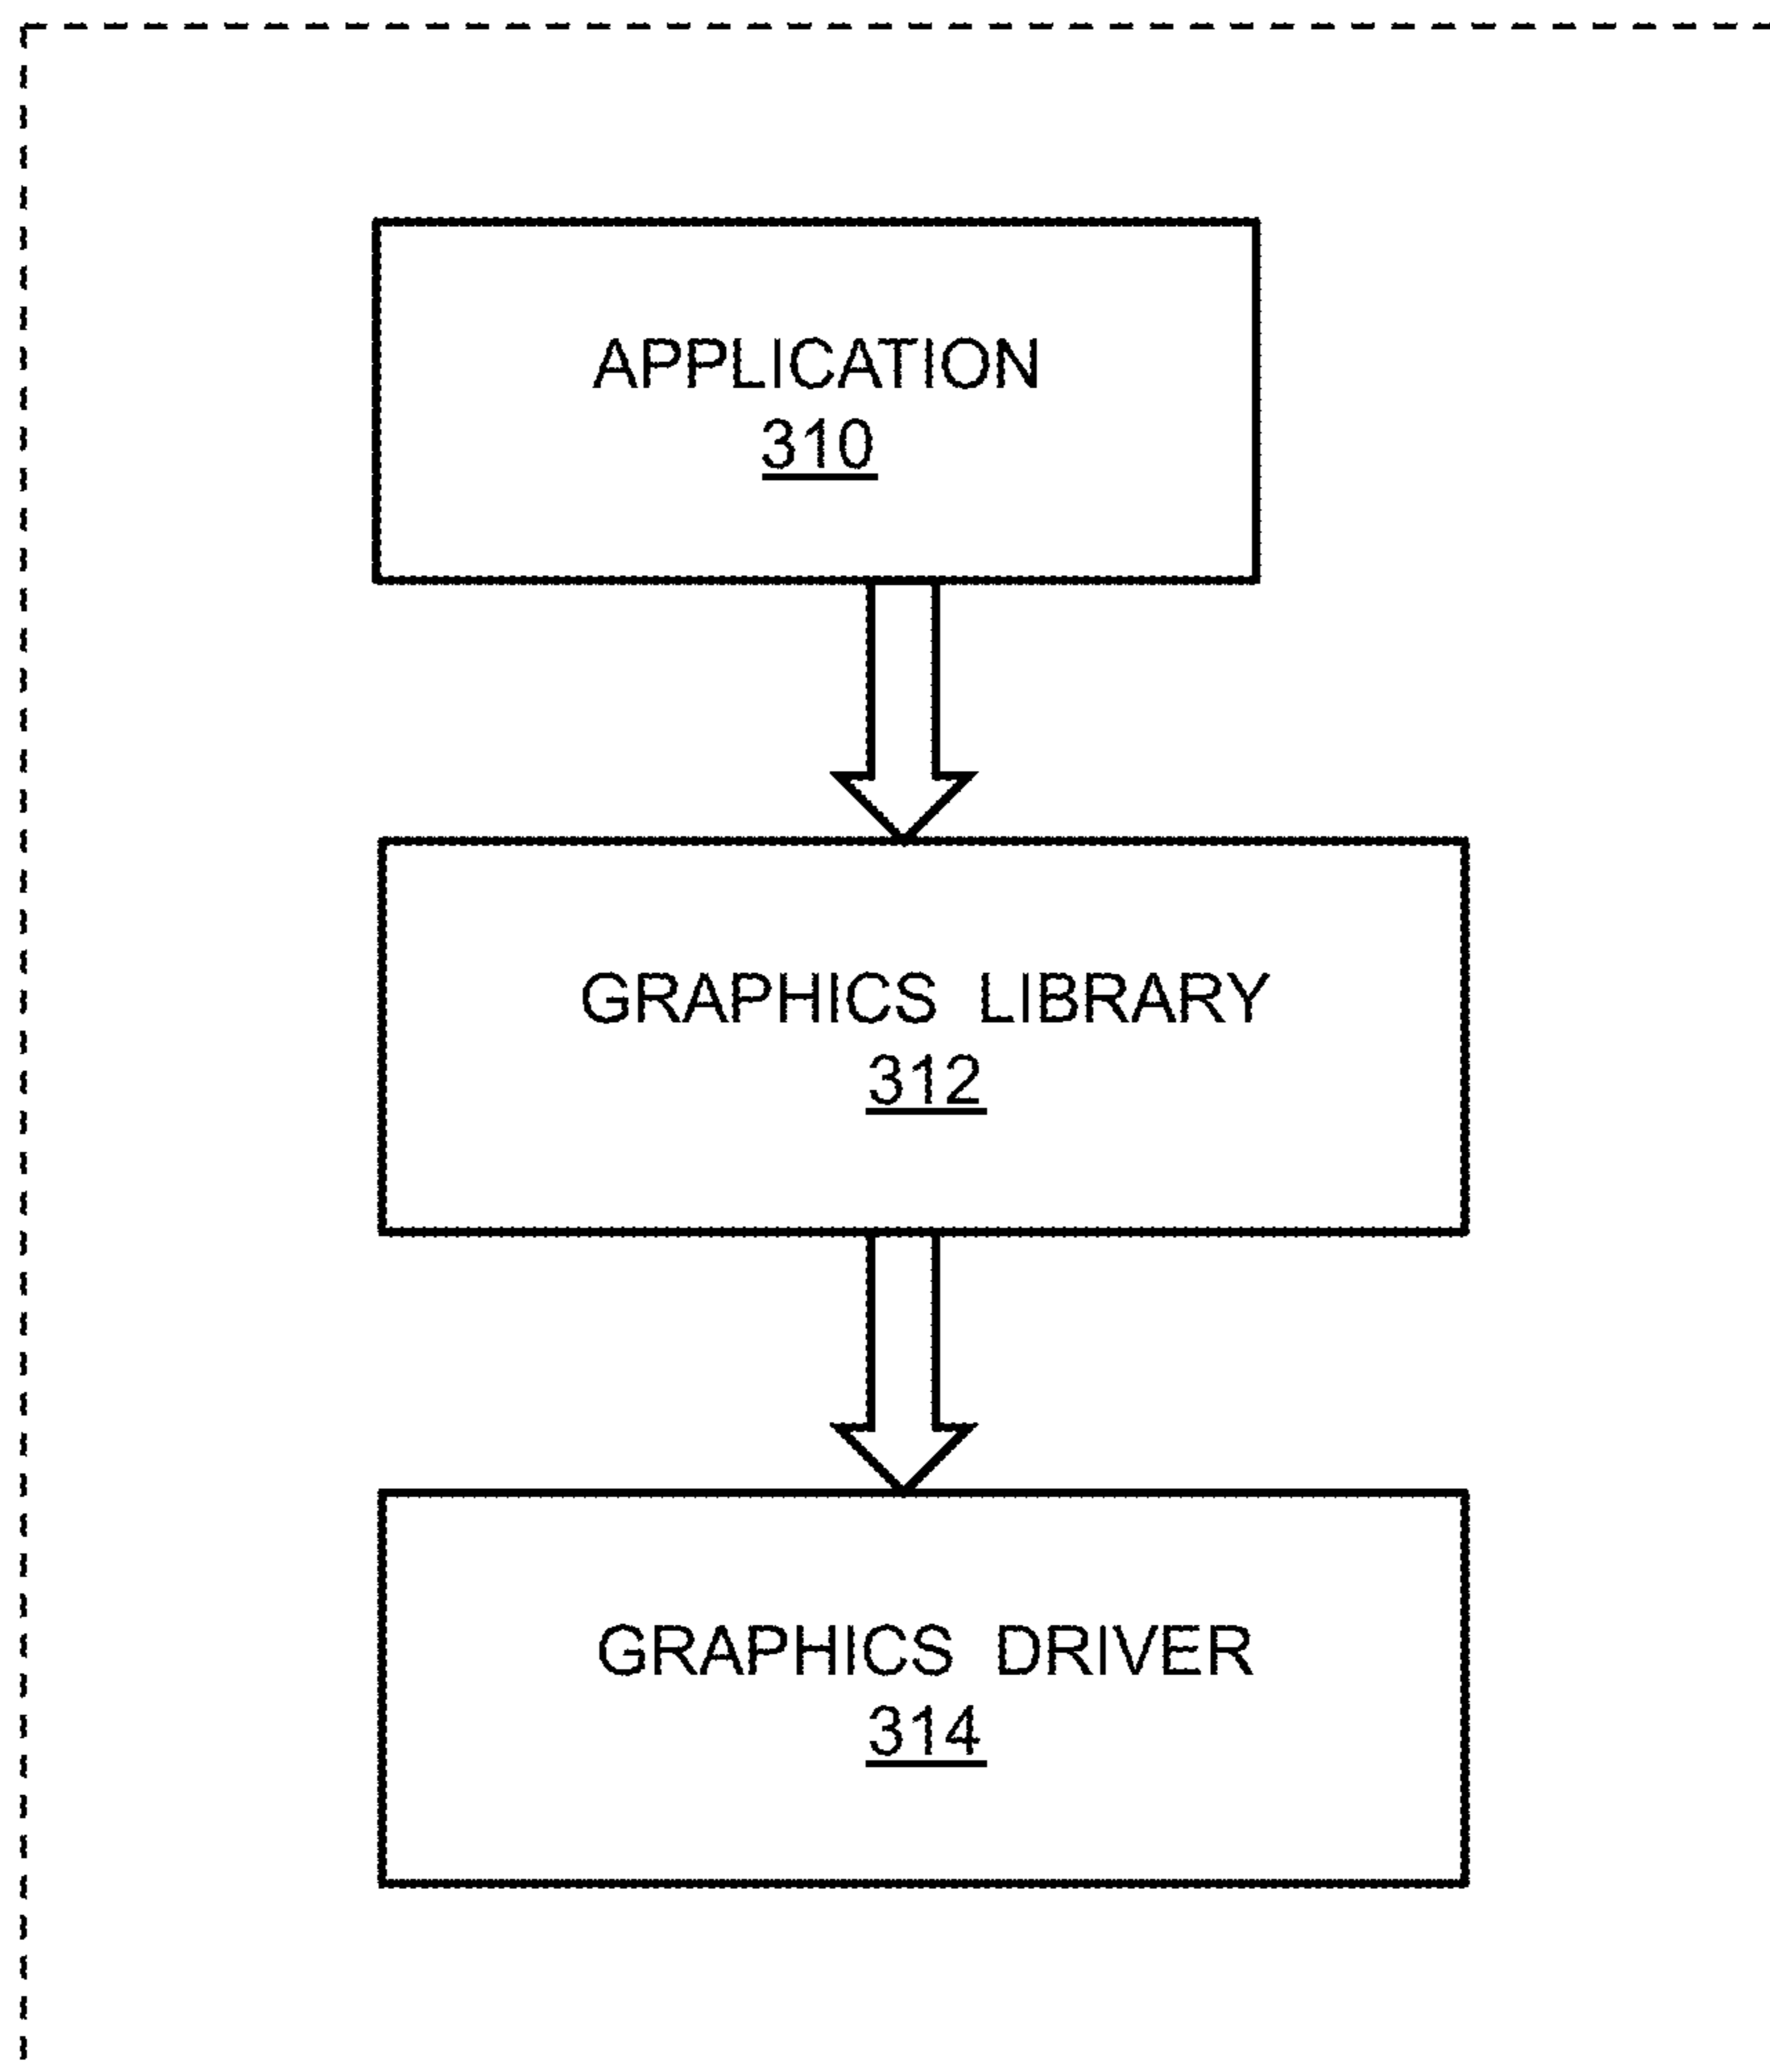 APPLICATION
310
GRAPHICS LIBRARY
312
GRAPHICS DRIVER
314